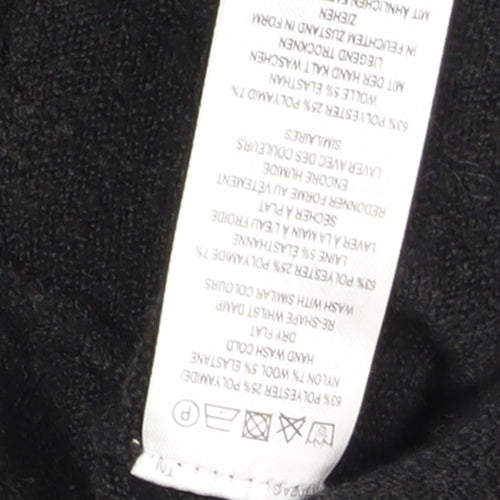 TN
63% POLYESTER 25% POLYAMIDE/
NYLON 7% WOOL 5% ELASTANE
HAND WASH COLD
DRY FLAT
RE-SHAPE WHILST DAMP
WASH WITH SIMILAR COLOURS
63% POLYESTER 25% POLYAMIDE 7%
LAINE 5% ELASTHANNE
LAVER À LA MAIN À L'EAU FROIDE
SÉCHER À PLAT
REDONNER FORME AU VÊTEMENT
ENCORE HUMIDE
LAVER AVEC DES COULEURS
SIMILAIRES
63% POLYESTER 25% POLYAMID 7%
WOLLE 5% ELASTHAN
MIT DER HAND KALT WASCHEN
LIEGEND TROCKNEN
IN FEUCHTEM ZUSTAND IN FORM
ZIEHEN
MIT ÄHNLICHEN